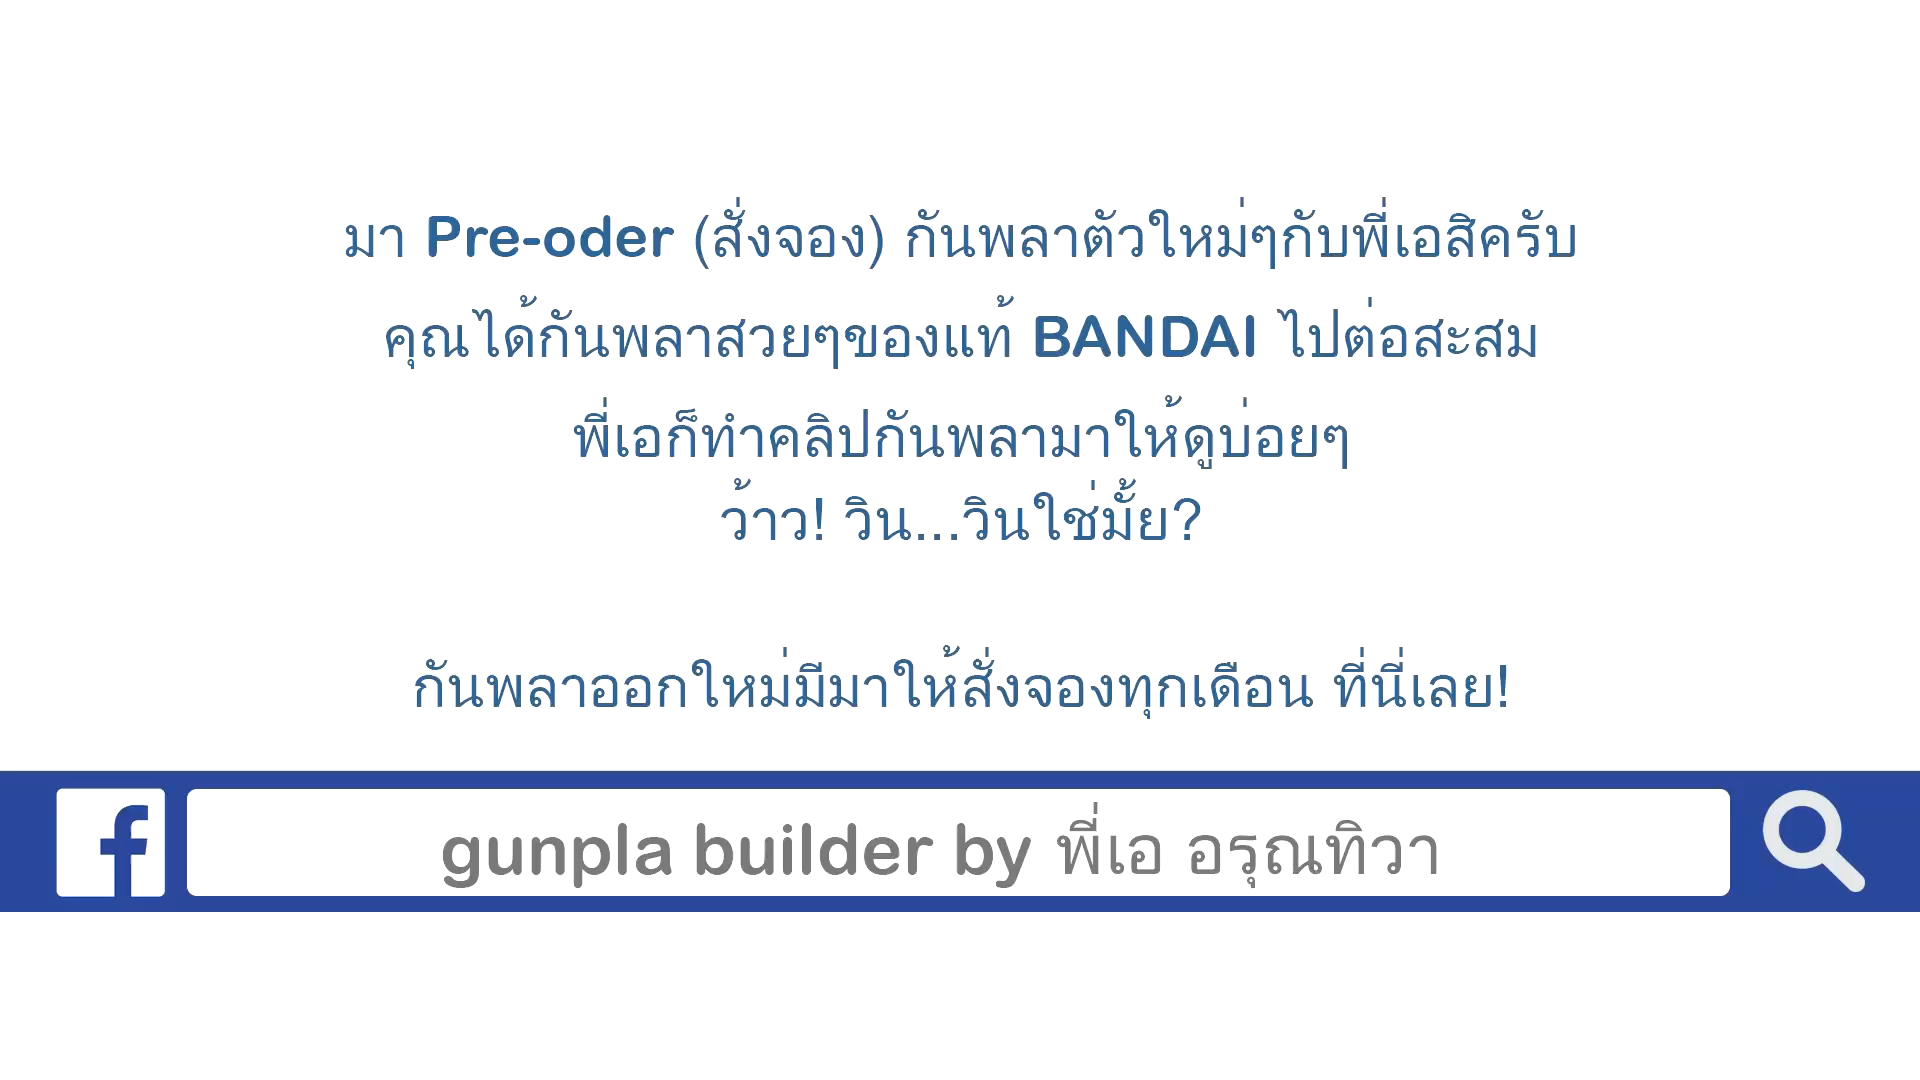 มา Pre-oder (สั่งจอง) กันพลาตัวใหม่ๆกับพี่เอสิครับ
คุณได้กันพลาสวยๆของแท้ BANDAI ไปต่อสะสม
พี่เอก็ทำคลิปกันพลามาให้ดูบ่อยๆ
ว้าว! วิน...วินใช่มั้ย?
กันพลาออกใหม่มีมาให้สั่งจองทุกเดือน ที่นี่เลย!
f gunpla builder by พี่เอ อรุณทิวา